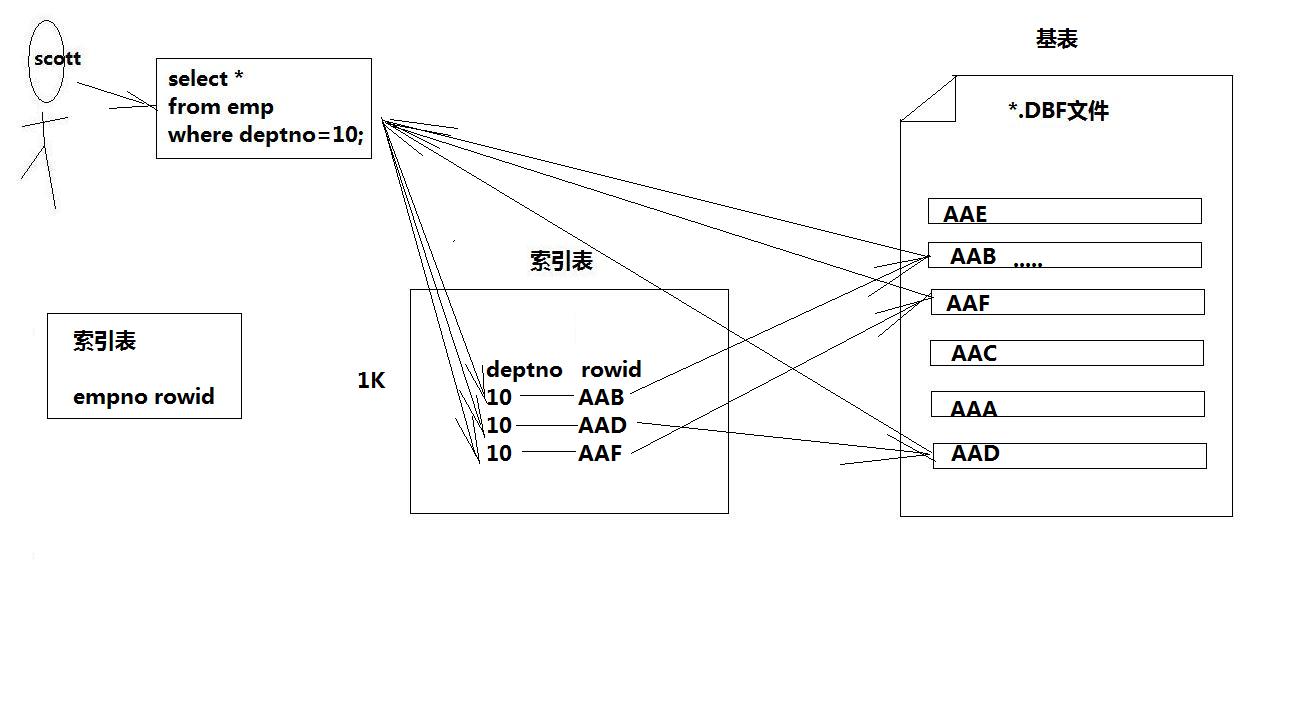 scott
select *
from emp
where deptno=10;
基表
*.DBF文件
AAE
AAB .....
AAF
AAC
AAA
AAD
索引表
1K
deptno rowid
10 AAB
10 AAD
10 AAF
索引表
empno rowid